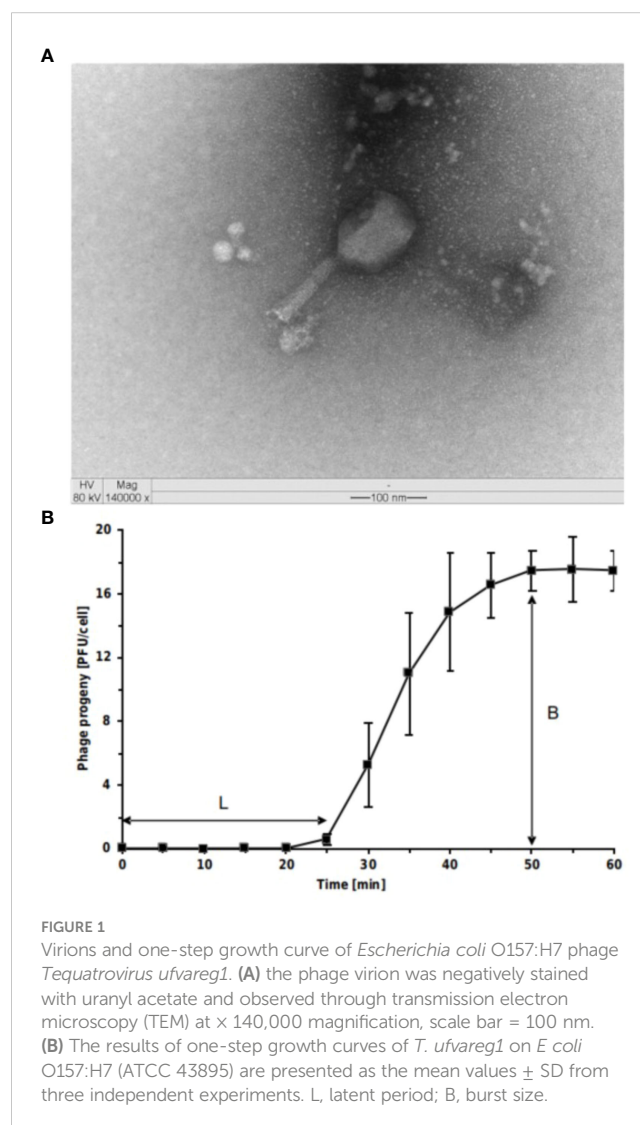 A
HV Mag -
80 kV 140000 x 100 nm
B
20
16
12
8
4
0
Phage progeny [PFU/cell]
L
B
0 10 20 30 40 50 60
Time [min]
FIGURE 1
Virions and one-step growth curve of Escherichia coli O157:H7 phage
Tequatrovirus ufvareg1. (A) the phage virion was negatively stained
with uranyl acetate and observed through transmission electron
microscopy (TEM) at × 140,000 magnification, scale bar = 100 nm.
(B) The results of one-step growth curves of T. ufvareg1 on E coli
O157:H7 (ATCC 43895) are presented as the mean values ± SD from
three independent experiments. L, latent period; B, burst size.